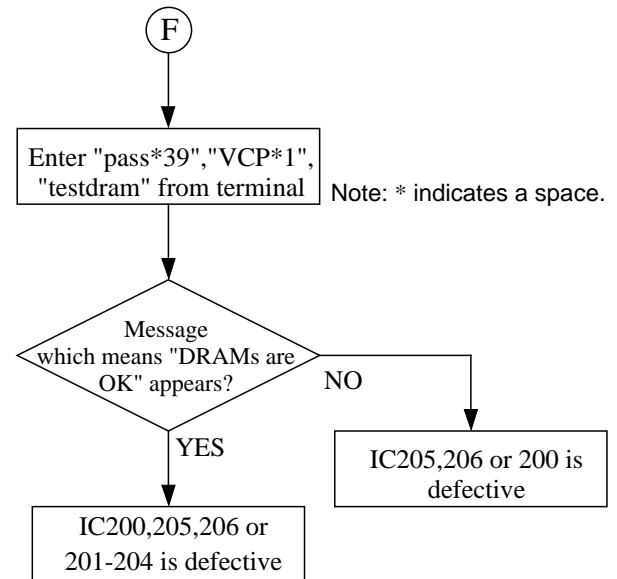 F
Enter "pass*39","VCP*1",
"testdram" from terminal
Note: * indicates a space.
Message
which means "DRAMs are
OK" appears?
NO
YES
IC205,206 or 200 is
defective
IC200,205,206 or
201-204 is defective